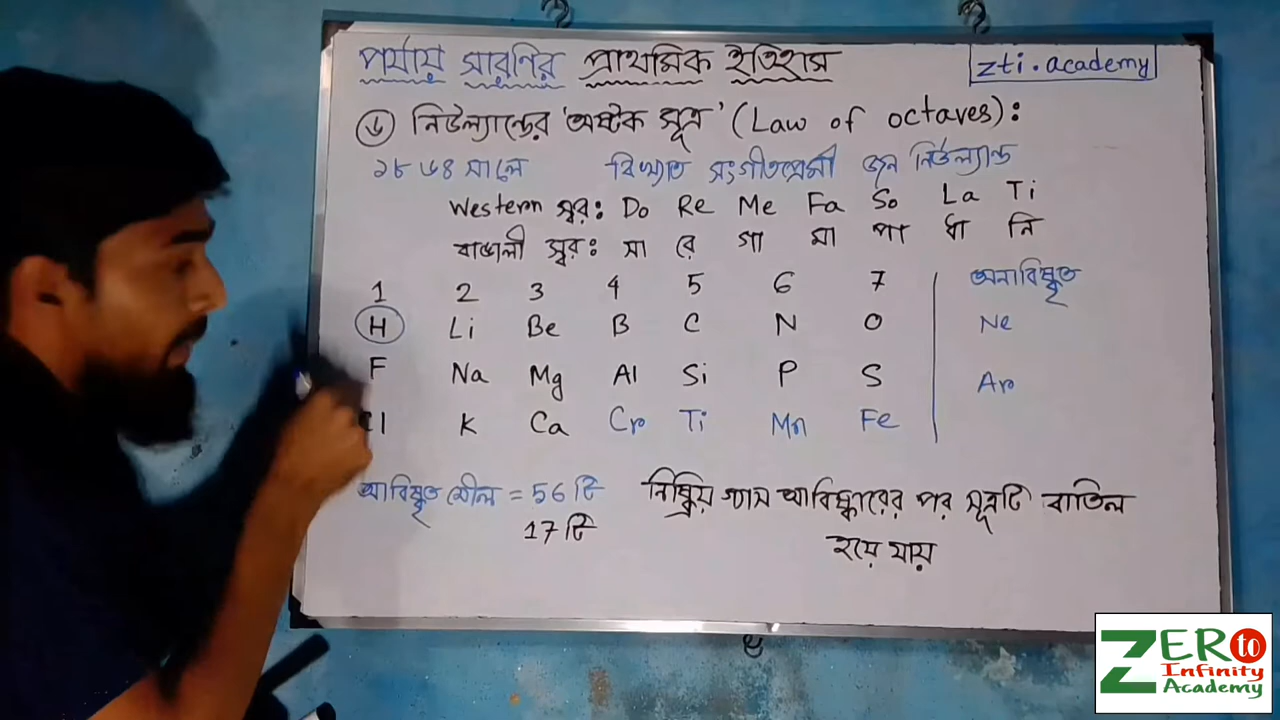 পর্যায় সারণির প্রাথমিক ইতিহাস
zti.academy
৬ নিউল্যান্ডের 'অষ্টক সূত্র' (Law of octaves):
১৮৬৪ সালে বিখ্যাত সংগীতপ্রেমী জন নিউল্যান্ড
Western স্বর: Do Re Me Fa So La Ti
বাঙালী স্বর: সা রে গা মা পা ধা নি
1 2 3 4 5 6 7 অনাবিষ্কৃত
H Li Be B C N O Ne
F Na Mg Al Si P S Ar
Cl K Ca Cr Ti Mn Fe
আবিষ্কৃত মৌল = 56 টি
17 টি
নিষ্ক্রিয় গ্যাস আবিষ্কারের পর সূত্রটি বাতিল
হয়ে যায়
ZERO to
Infinity
Academy